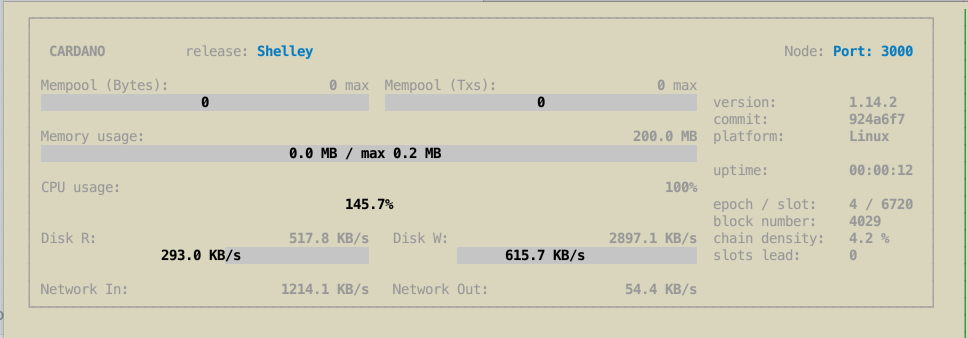 CARDANO release: Shelley Node: Port: 3000
Mempool (Bytes): 0 max Mempool (Txs): 0 max
0 0 version: 1.14.2
commit: 924a6f7
Memory usage: 200.0 MB platform: Linux
0.0 MB / max 0.2 MB
uptime: 00:00:12
CPU usage: 100%
145.7% epoch / slot: 4 / 6720
block number: 4029
Disk R: 517.8 KB/s Disk W: 2897.1 KB/s chain density: 4.2 %
293.0 KB/s 615.7 KB/s slots lead: 0
Network In: 1214.1 KB/s Network Out: 54.4 KB/s